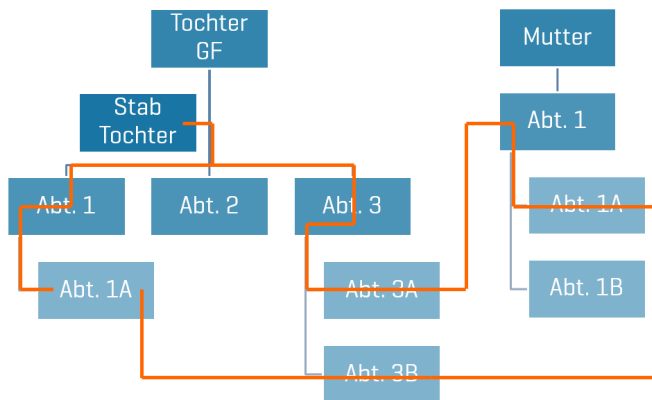 Tochter
GF
Mutter
Stab
Tochter
Abt. 1
Abt. 1
Abt. 2
Abt. 3
Abt. 1A
Abt. 1A
Abt. 3A
Abt. 1B
Abt. 3B